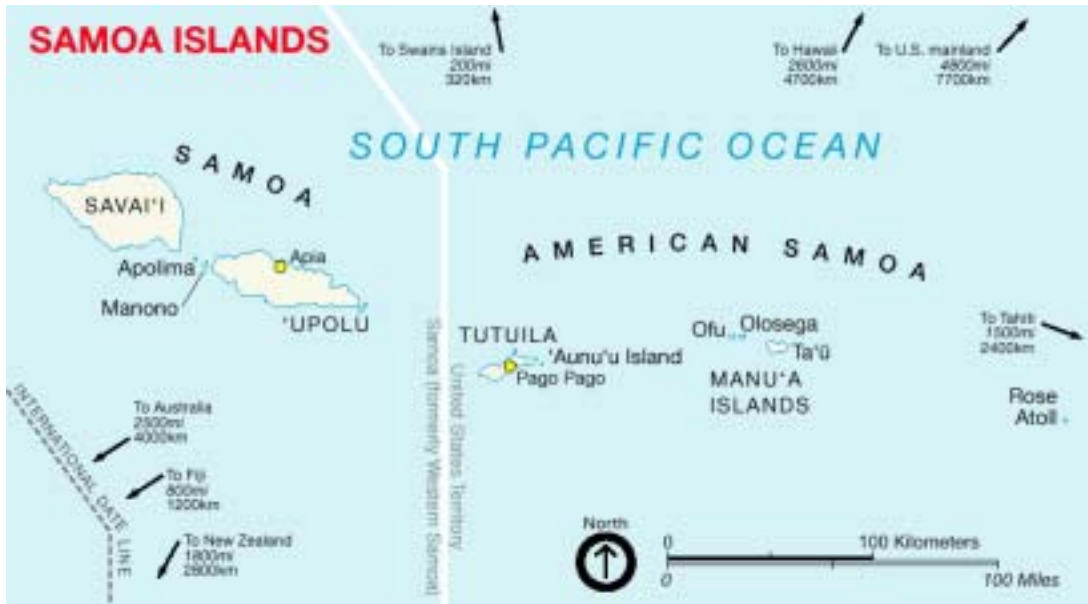 SAMOA ISLANDS
To Swains Island
200mi
320km
To Hawaii
2600mi
4700km
To U.S. mainland
4800mi
7700km
SOUTH PACIFIC OCEAN
SAMOA
SAVAI'I
Apolima
Manono
Apia
'UPOLU
AMERICAN SAMOA
TUTUILA
'Aunu'u Island
Pago Pago
Ofu
Olosega
Ta'ū
MANU'A
ISLANDS
To Tahiti
1500mi
2400km
Rose
Atoll
Samoa (formerly Western Samoa)
United States Territory
INTERNATIONAL DATE LINE
To Australia
2500mi
4000km
To Fiji
800mi
1200km
To New Zealand
1800mi
2800km
North
0 100 Kilometers
0 100 Miles